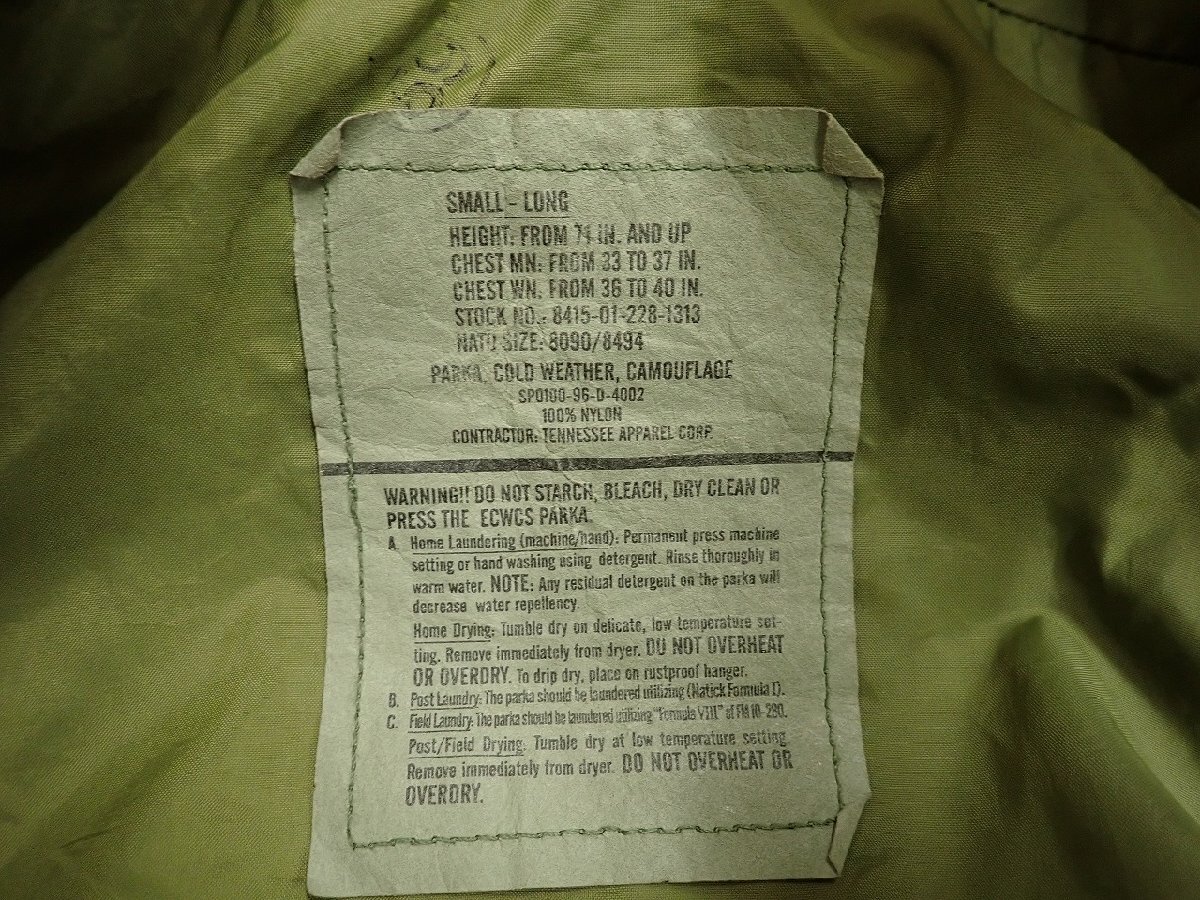 SMALL - LONG
HEIGHT: FROM 71 IN. AND UP
CHEST MN: FROM 33 TO 37 IN.
CHEST WN. FROM 36 TO 40 IN.
STOCK NO.: 8415-01-228-1313
NATO SIZE: 8090/8494
PARKA, COLD WEATHER, CAMOUFLAGE
SPO100-96-D-4002
100% NYLON
CONTRACTOR: TENNESSEE APPAREL CORP.
WARNING!! DO NOT STARCH, BLEACH, DRY CLEAN OR
PRESS THE ECWCS PARKA.
A. Home Laundering (machine/hand): Permanent press machine
setting or hand washing using detergent. Rinse thoroughly in
warm water. NOTE: Any residual detergent on the parka will
decrease water repellency
Home Drying: Tumble dry on delicate, low temperature set-
ting. Remove immediately from dryer. DO NOT OVERHEAT
OR OVERDRY. To drip dry, place on rustproof hanger.
B. Post Laundry: The parka should be laundered utilizing (Natick Formula I).
C. Field Laundry: The parka should be laundered utilizing "Formula VIII" of FM 10-280.
Post/Field Drying: Tumble dry at low temperature setting.
Remove immediately from dryer. DO NOT OVERHEAT OR
OVERDRY.